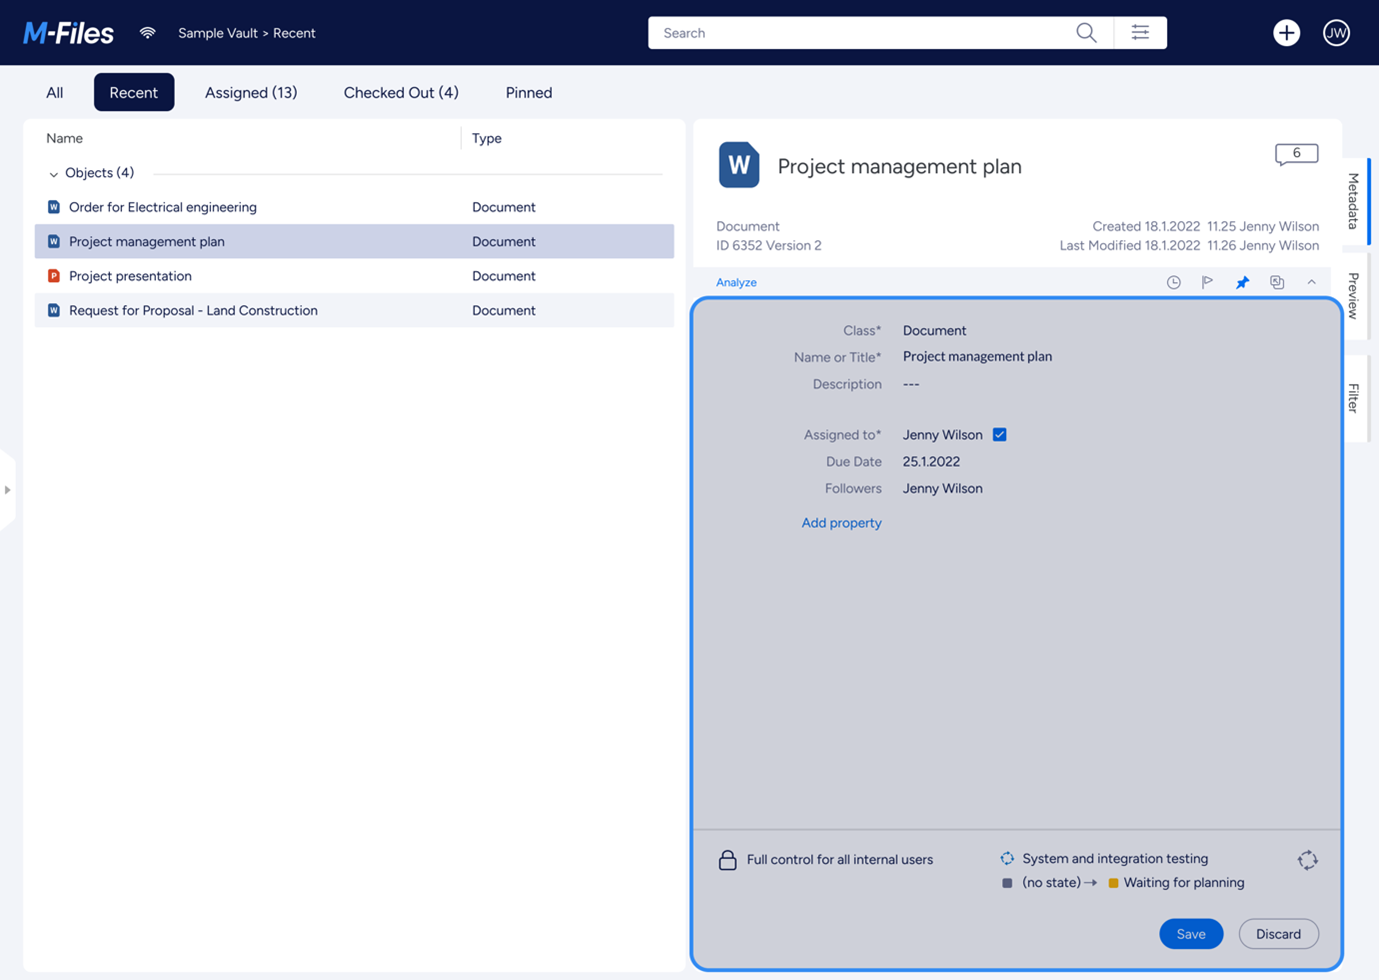 M-Files
Sample Vault > Recent
Search
JW
All
Recent
Assigned (13)
Checked Out (4)
Pinned
Name
Type
Objects (4)
W Order for Electrical engineering Document
W Project management plan Document
P Project presentation Document
W Request for Proposal - Land Construction Document
W
Project management plan
6
Document
Created 18.1.2022 11.25 Jenny Wilson
ID 6352 Version 2
Last Modified 18.1.2022 11.26 Jenny Wilson
Analyze
Class* Document
Name or Title* Project management plan
Description ---
Assigned to* Jenny Wilson
Due Date 25.1.2022
Followers Jenny Wilson
Add property
Full control for all internal users
System and integration testing
(no state) → Waiting for planning
Save
Discard
Metadata
Preview
Filter